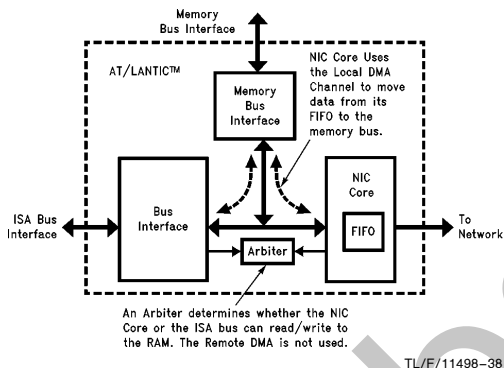 Memory
Bus Interface
AT/LANTIC™
NIC Core Uses
the Local DMA
Channel to move
data from its
FIFO to the
memory bus.
Memory
Bus
Interface
NIC
Core
Bus
Interface
FIFO
ISA Bus
Interface
To
Network
Arbiter
An Arbiter determines whether the NIC
Core or the ISA bus can read/write to
the RAM. The Remote DMA is not used.
TL/F/11498–38